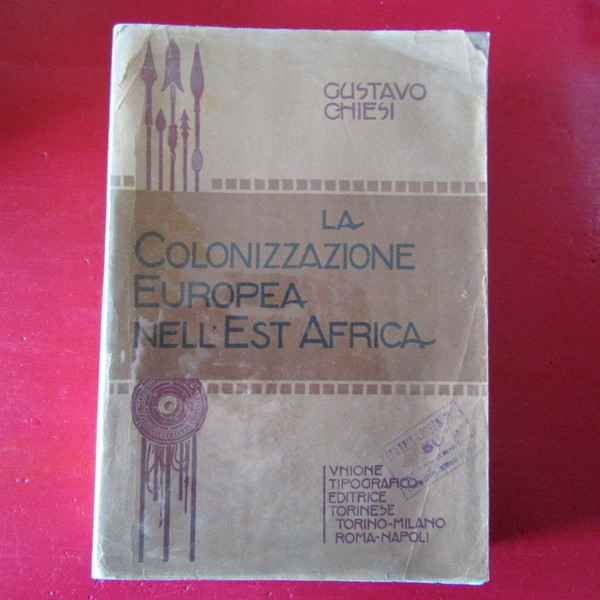 GUSTAVO
CHIESI
LA
COLONIZZAZIONE
EUROPEA
NELL'EST AFRICA
VNIONE
TIPOGRAFICO-
EDITRICE
TORINESE
TORINO-MILANO
ROMA-NAPOLI